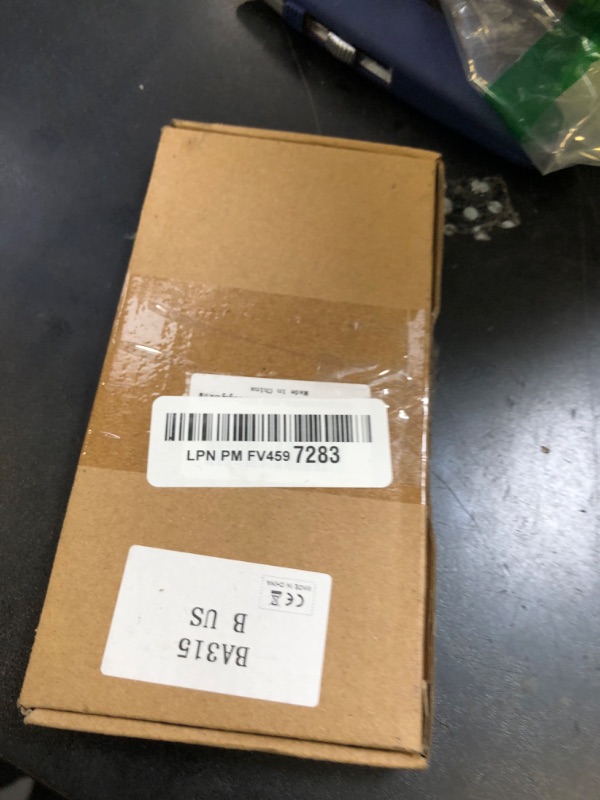 Made in China
LPN PM FV459 7283
MADE IN CHINA
CE
BA315
B US